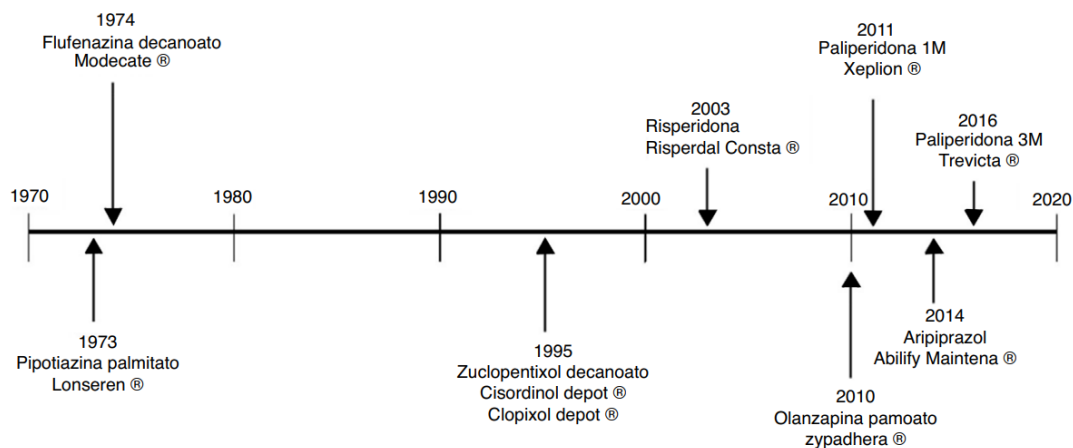 1974
Flufenazina decanoato
Modecate ®
2011
Paliperidona 1M
Xeplion ®
2003
Risperidona
Risperdal Consta ®
2016
Paliperidona 3M
Trevicta ®
1970
1980
1990
2000
2010
2020
1973
Pipotiazina palmitato
Lonseren ®
1995
Zuclopentixol decanoato
Cisordinol depot ®
Clopixol depot ®
2014
Aripiprazol
Abilify Maintena ®
2010
Olanzapina pamoato
zypadhera ®